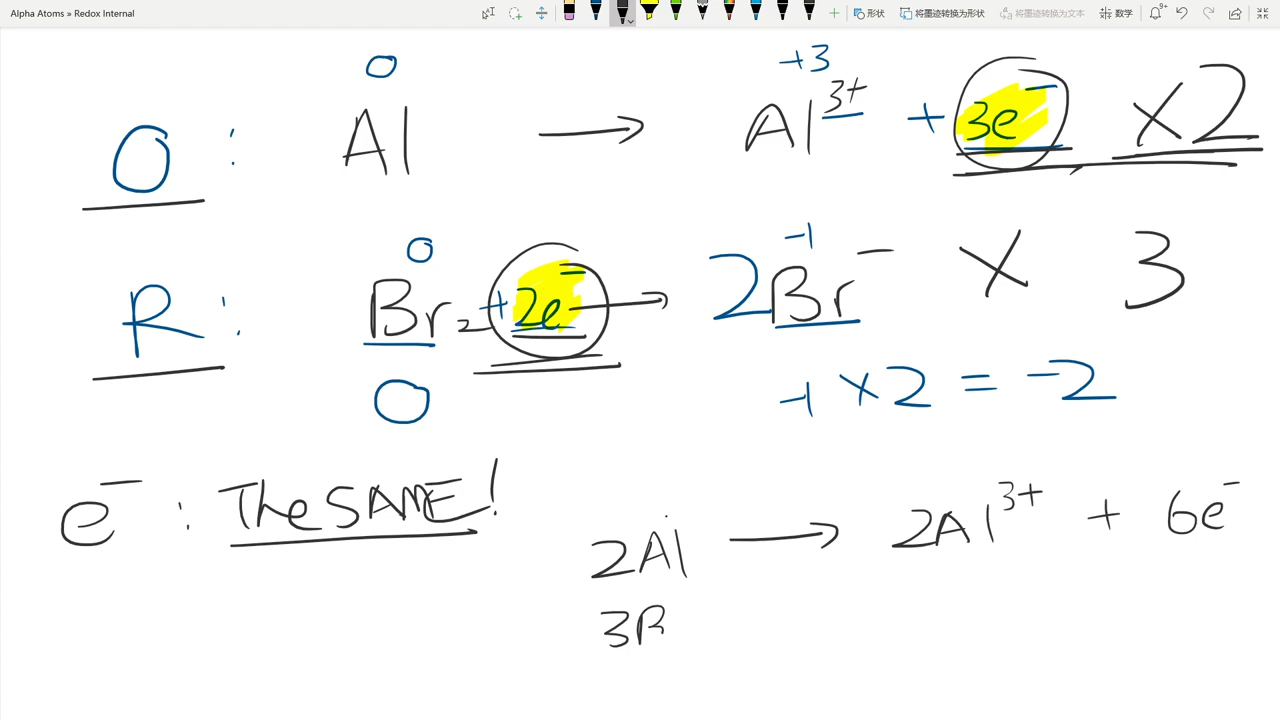 Alpha Atoms » Redox Internal
形状 将墨迹转换为形状 将墨迹转换为文本 数学 9+
0 +3
O : Al → Al³⁺ + 3e⁻ ×2
0 -1
R : Br₂ + 2e⁻ → 2Br⁻ × 3
0 -1 × 2 = -2
e⁻ : The SAME!
2Al → 2Al³⁺ + 6e⁻
3B